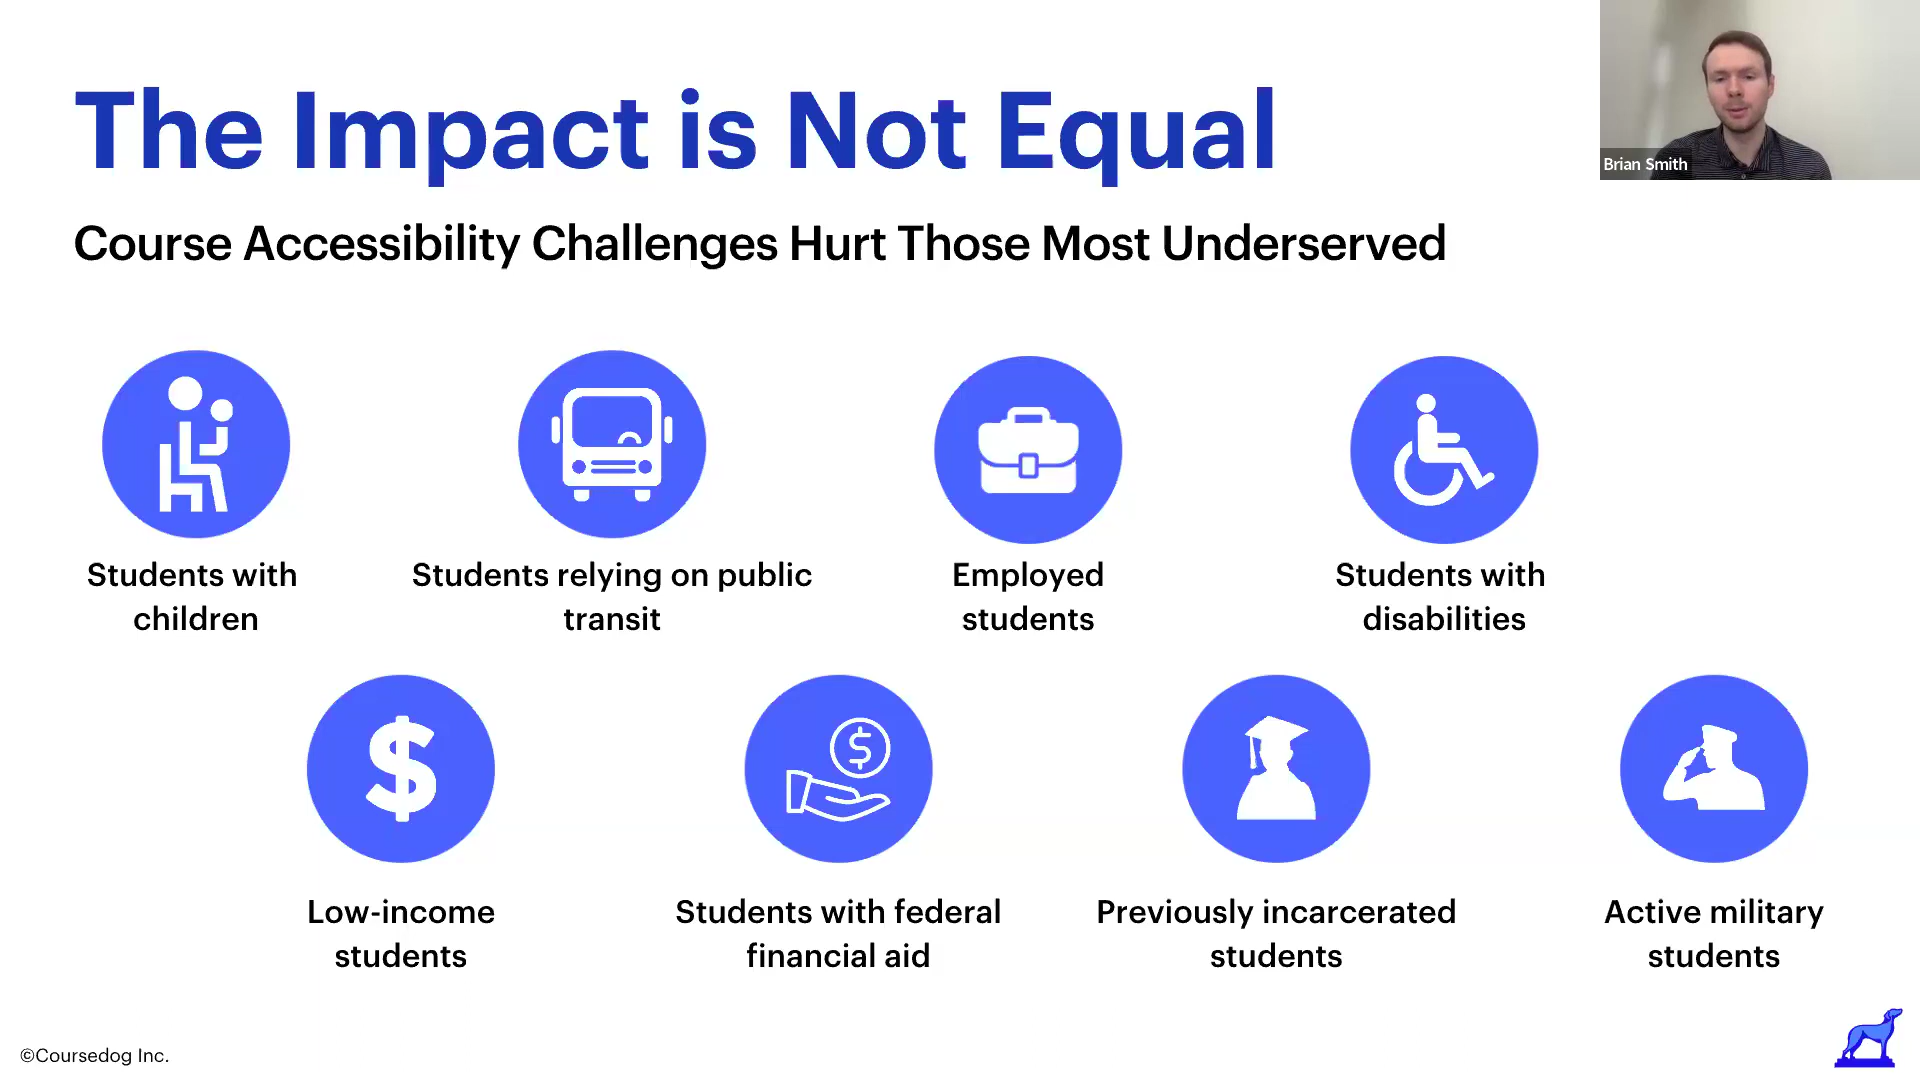 The Impact is Not Equal
Brian Smith
Course Accessibility Challenges Hurt Those Most Underserved
Students with
children
Students relying on public
transit
Employed
students
Students with
disabilities
$
$
Low-income
students
Students with federal
financial aid
Previously incarcerated
students
Active military
students
©Coursedog Inc.